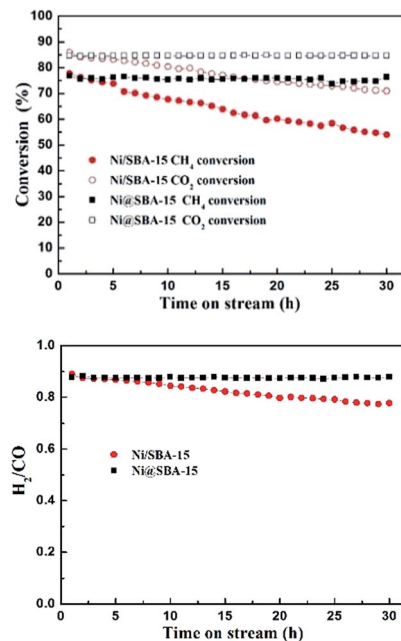 100
90
80
70
60
50
40
30
20
10
0
Conversion (%)
Ni/SBA-15 CH4 conversion
Ni/SBA-15 CO2 conversion
Ni@SBA-15 CH4 conversion
Ni@SBA-15 CO2 conversion
0 5 10 15 20 25 30
Time on stream (h)
1.0
0.8
0.6
0.4
0.2
0.0
H2/CO
Ni/SBA-15
Ni@SBA-15
0 5 10 15 20 25 30
Time on stream (h)